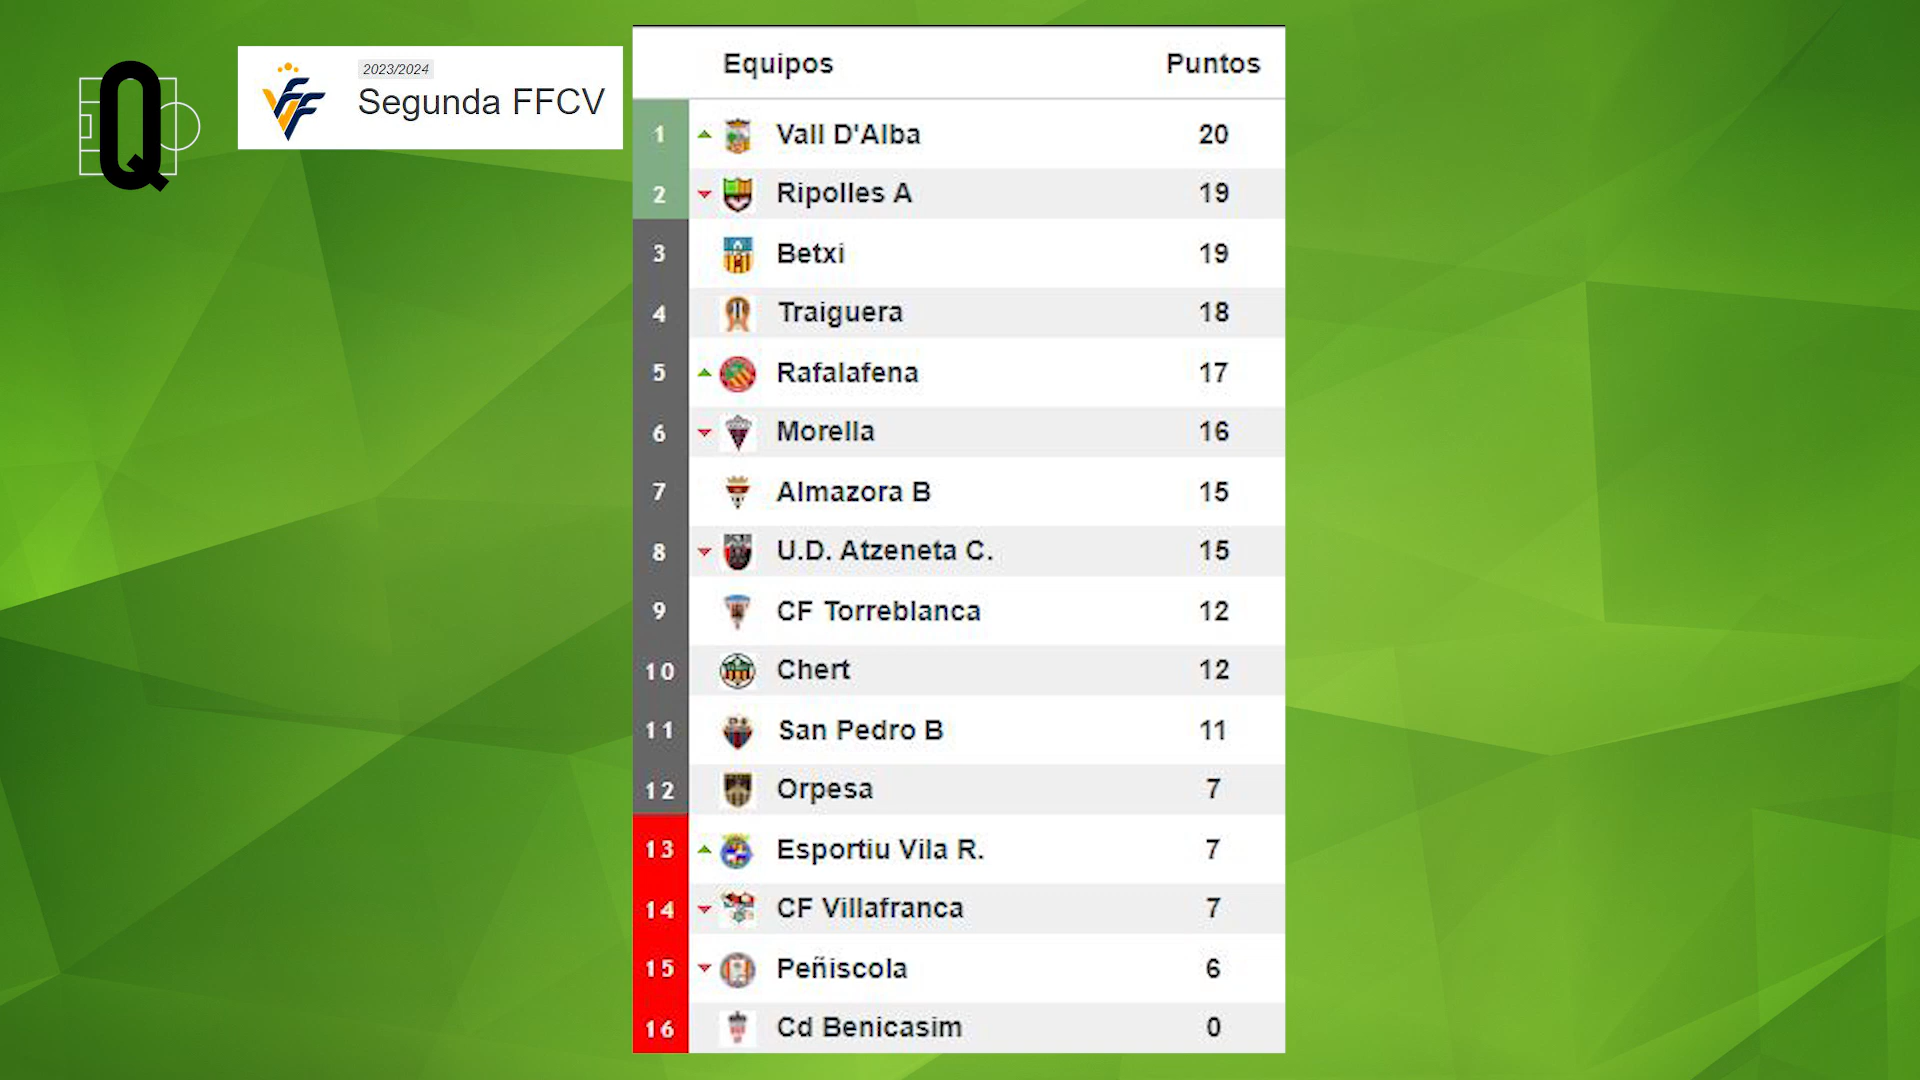 Q
2023/2024
Segunda FFCV
Equipos Puntos
1 Vall D'Alba 20
2 Ripolles A 19
3 Betxi 19
4 Traiguera 18
5 Rafalafena 17
6 Morella 16
7 Almazora B 15
8 U.D. Atzeneta C. 15
9 CF Torreblanca 12
10 Chert 12
11 San Pedro B 11
12 Orpesa 7
13 Esportiu Vila R. 7
14 CF Villafranca 7
15 Peñiscola 6
16 Cd Benicasim 0